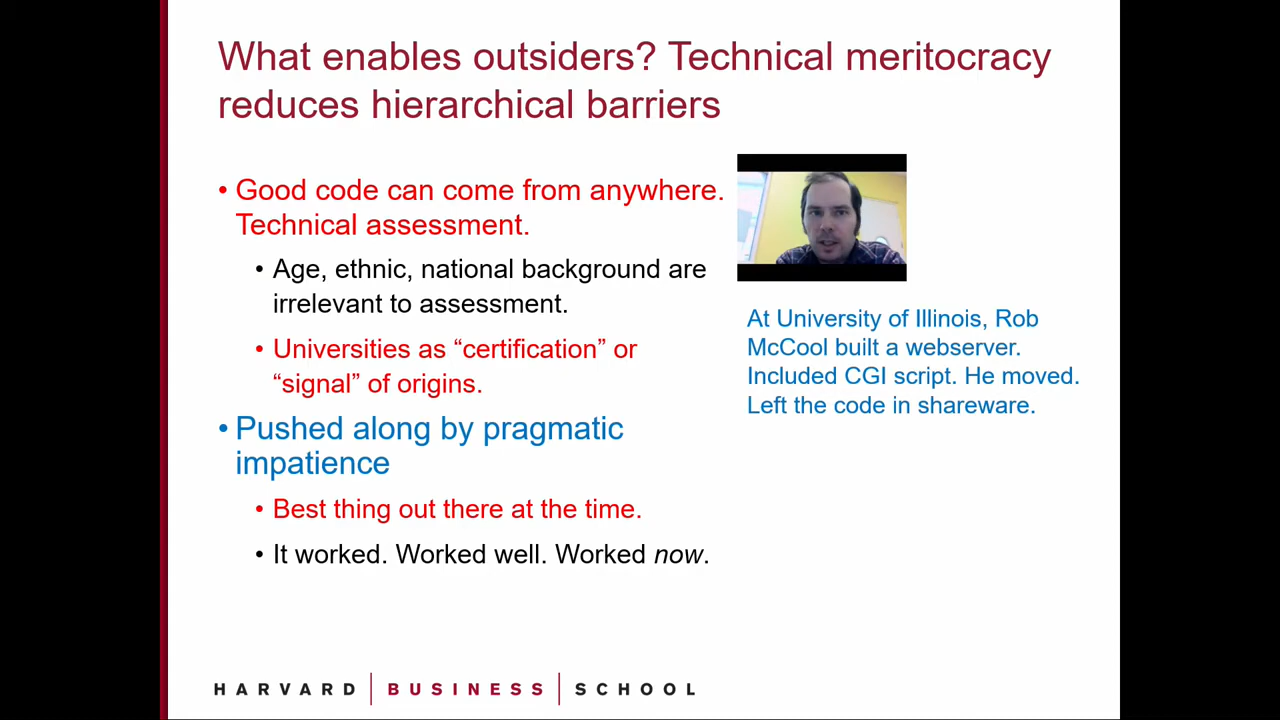 What enables outsiders? Technical meritocracy
reduces hierarchical barriers
• Good code can come from anywhere.
Technical assessment.
• Age, ethnic, national background are
irrelevant to assessment.
• Universities as “certification” or
“signal” of origins.
• Pushed along by pragmatic
impatience
• Best thing out there at the time.
• It worked. Worked well. Worked now.
At University of Illinois, Rob
McCool built a webserver.
Included CGI script. He moved.
Left the code in shareware.
HARVARD | BUSINESS | SCHOOL